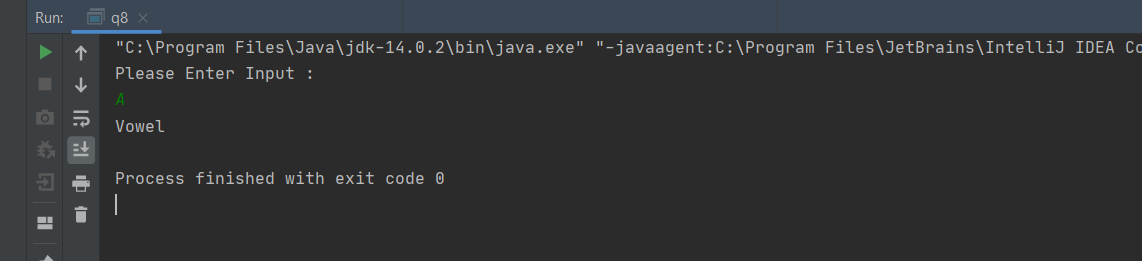 Run: q8
"C:\Program Files\Java\jdk-14.0.2\bin\java.exe" "-javaagent:C:\Program Files\JetBrains\IntelliJ IDEA Co
Please Enter Input :
A
Vowel
Process finished with exit code 0